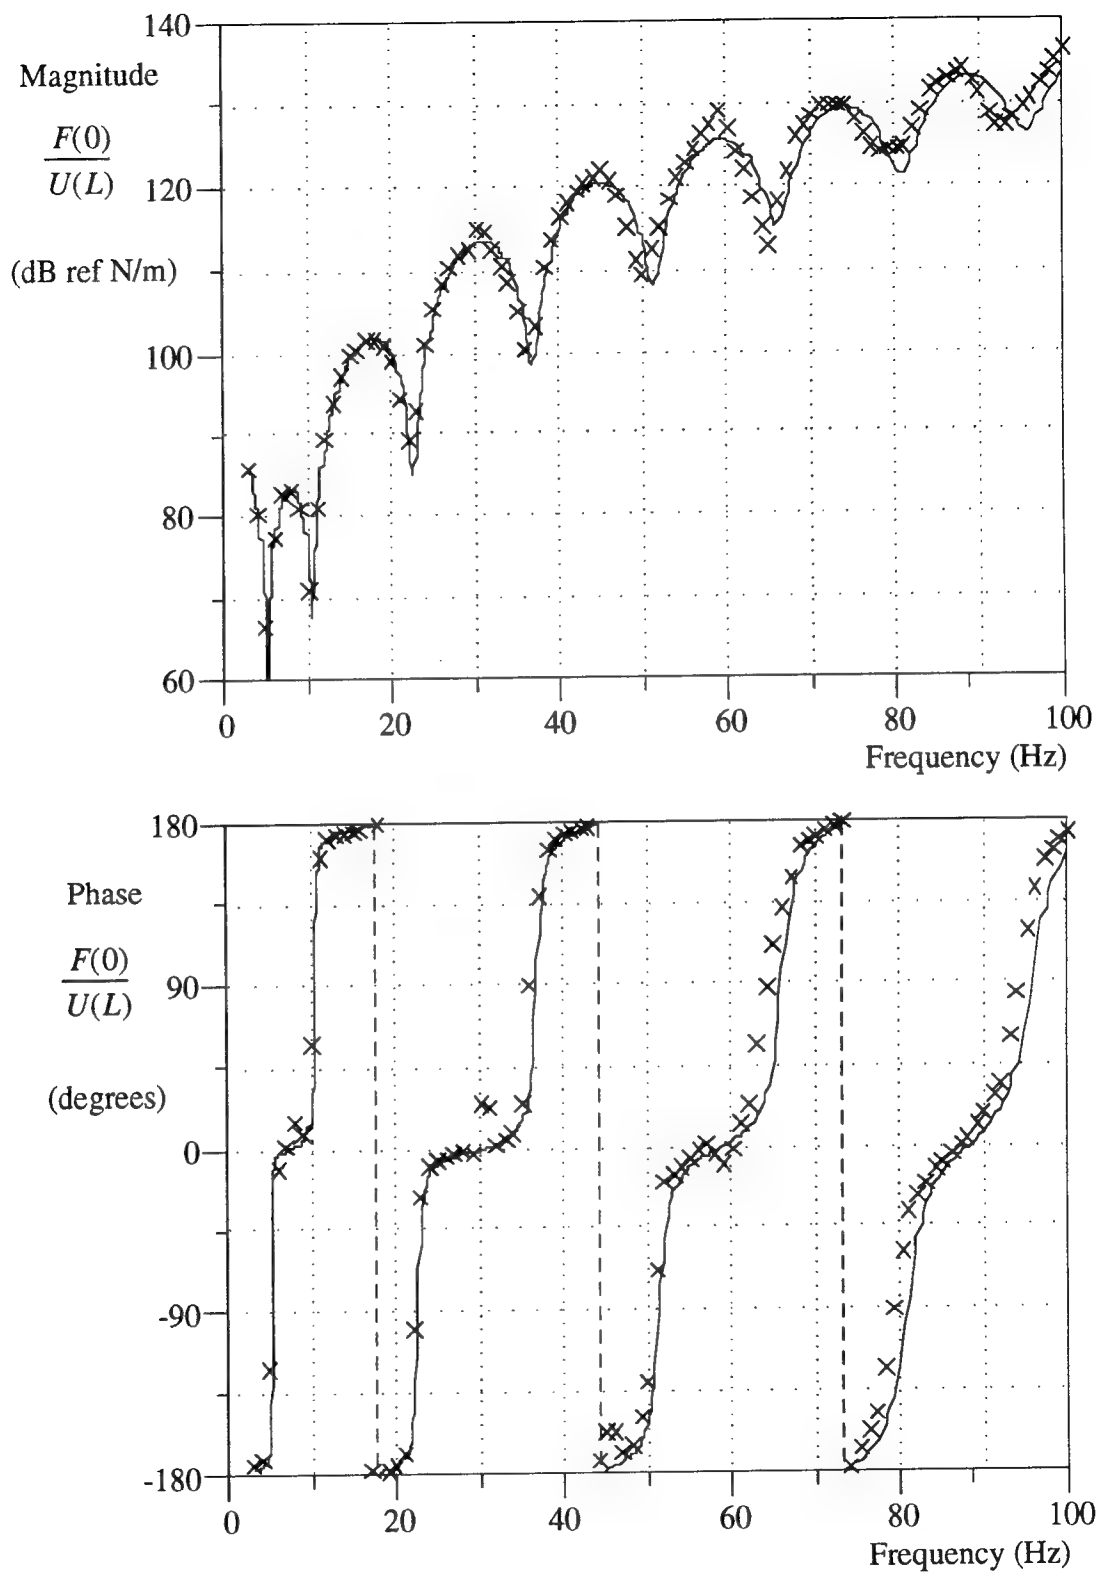 140
Magnitude
F(0)
U(L)
120
(dB ref N/m)
100
80
60
0 20 40 60 80 100
Frequency (Hz)
180
Phase
F(0)
U(L)
90
(degrees)
0
-90
-180
0 20 40 60 80 100
Frequency (Hz)